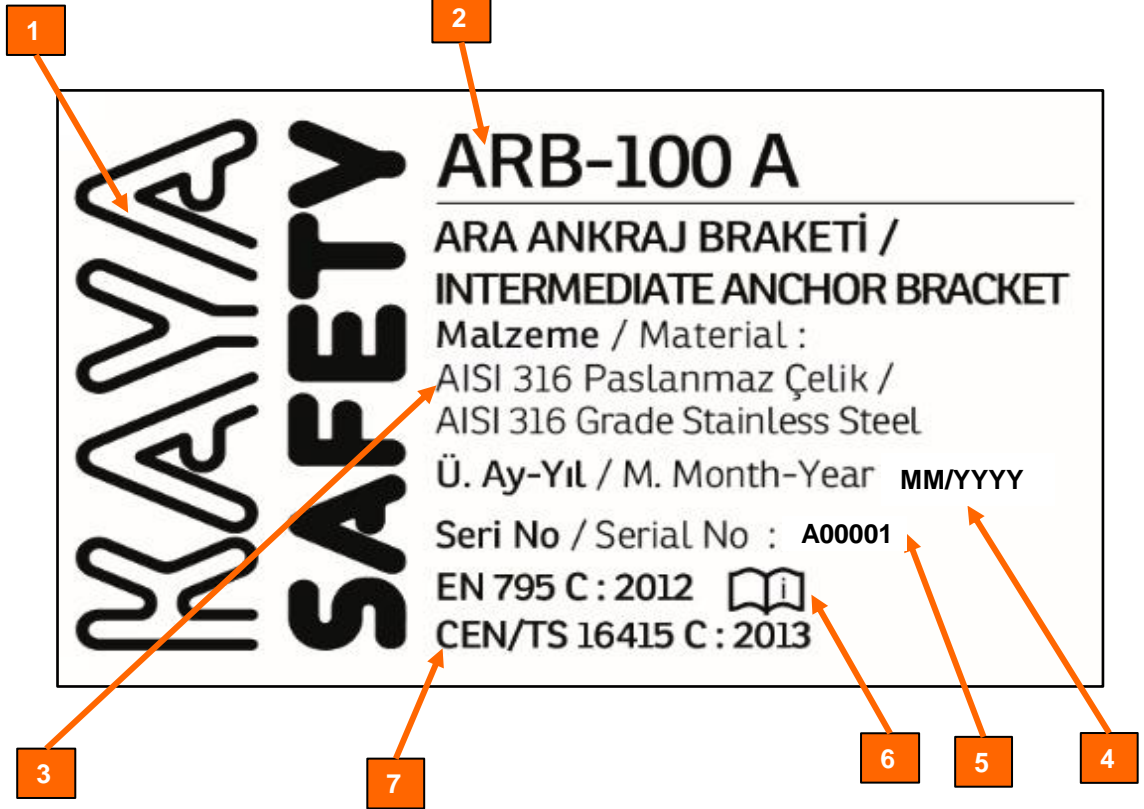 1
2
KAYA
SAFETY
ARB-100 A
ARA ANKRAJ BRAKETİ /
INTERMEDIATE ANCHOR BRACKET
Malzeme / Material :
AISI 316 Paslanmaz Çelik /
AISI 316 Grade Stainless Steel
Ü. Ay-Yıl / M. Month-Year MM/YYYY
Seri No / Serial No : A00001
EN 795 C : 2012 i
CEN/TS 16415 C : 2013
3
7
6
5
4